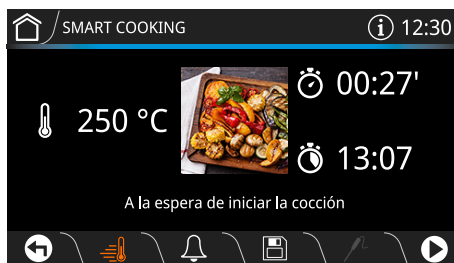 SMART COOKING 12:30
250 °C
00:27'
13:07
A la espera de iniciar la cocción